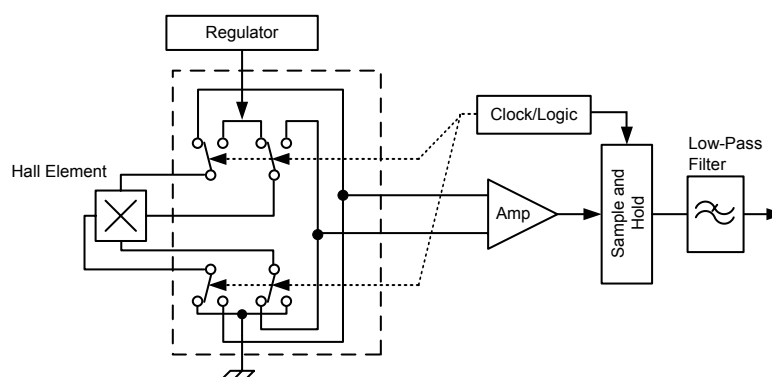 Regulator
Clock/Logic
Hall Element
Low-Pass
Filter
Amp
Sample and
Hold